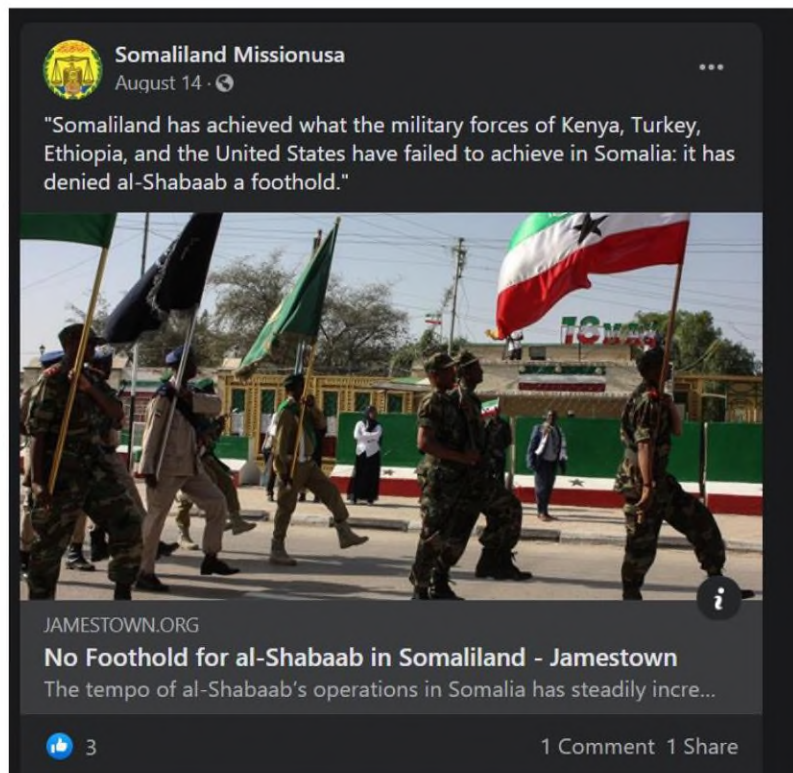 Somaliland Missionusa
August 14 ·
"Somaliland has achieved what the military forces of Kenya, Turkey,
Ethiopia, and the United States have failed to achieve in Somalia: it has
denied al-Shabaab a foothold."
18 MAY
JAMESTOWN.ORG
No Foothold for al-Shabaab in Somaliland - Jamestown
The tempo of al-Shabaab's operations in Somalia has steadily incre...
3
1 Comment 1 Share